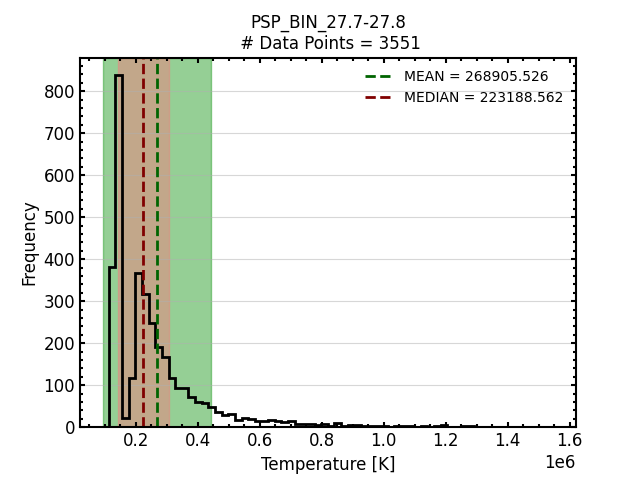 PSP_BIN_27.7-27.8
# Data Points = 3551
MEAN = 268905.526
MEDIAN = 223188.562
Frequency
800
700
600
500
400
300
200
100
0
0.2 0.4 0.6 0.8 1.0 1.2 1.4 1.6
1e6
Temperature [K]